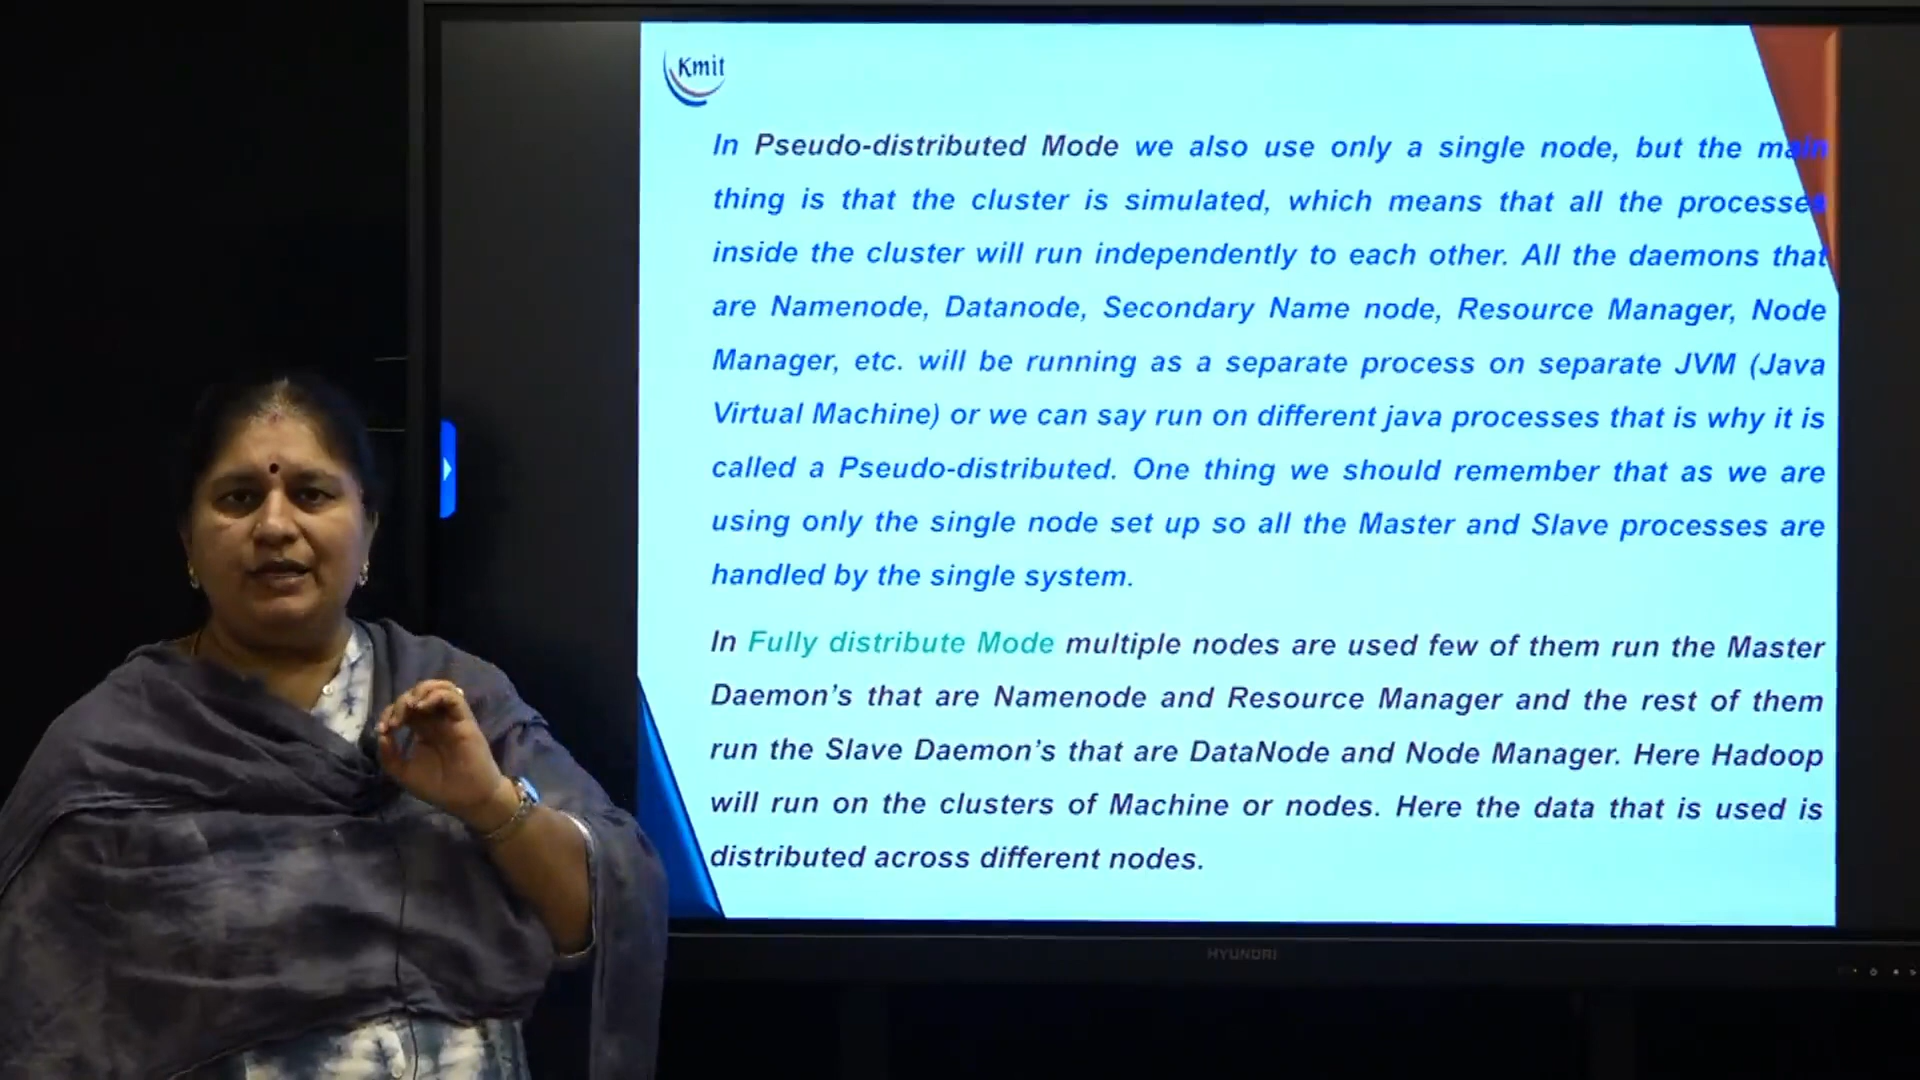 Kmit
In Pseudo-distributed Mode we also use only a single node, but the main
thing is that the cluster is simulated, which means that all the processes
inside the cluster will run independently to each other. All the daemons that
are Namenode, Datanode, Secondary Name node, Resource Manager, Node
Manager, etc. will be running as a separate process on separate JVM (Java
Virtual Machine) or we can say run on different java processes that is why it is
called a Pseudo-distributed. One thing we should remember that as we are
using only the single node set up so all the Master and Slave processes are
handled by the single system.
In Fully distribute Mode multiple nodes are used few of them run the Master
Daemon’s that are Namenode and Resource Manager and the rest of them
run the Slave Daemon’s that are DataNode and Node Manager. Here Hadoop
will run on the clusters of Machine or nodes. Here the data that is used is
distributed across different nodes.
HYUNDAI